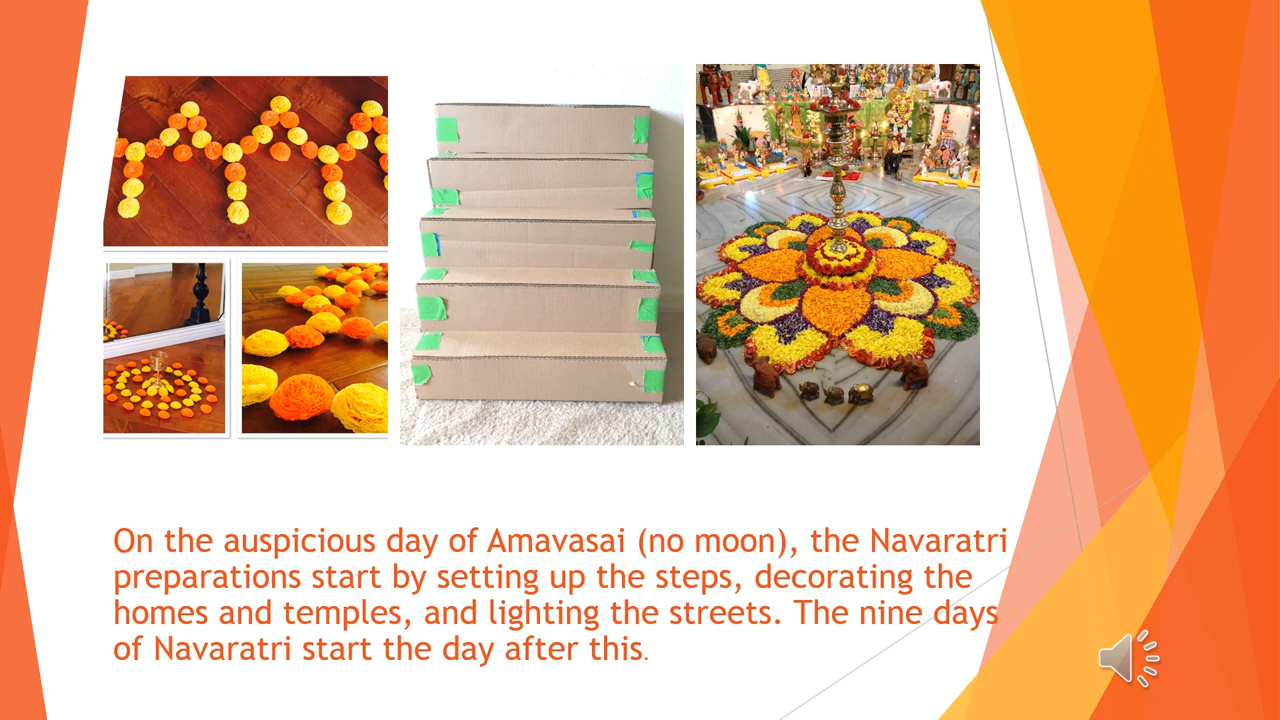 On the auspicious day of Amavasai (no moon), the Navaratri
preparations start by setting up the steps, decorating the
homes and temples, and lighting the streets. The nine days
of Navaratri start the day after this.